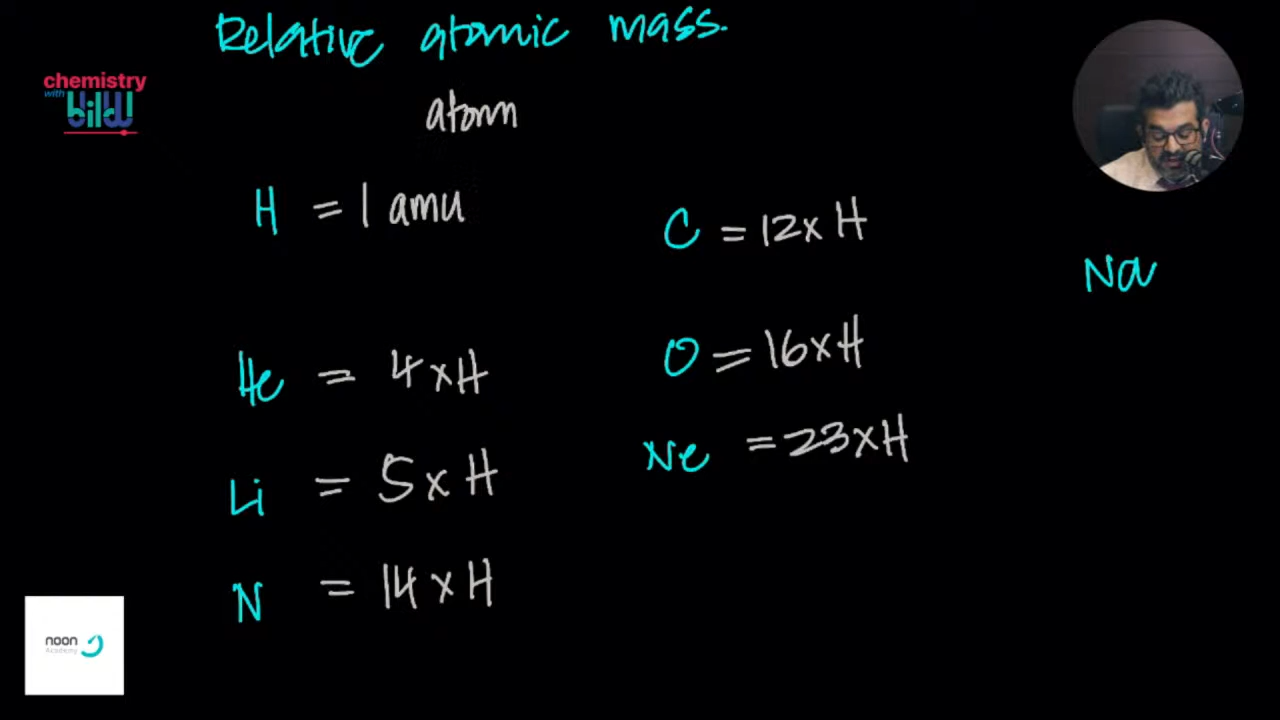 Relative atomic mass.
chemistry
with
bilal
atom
H = 1 amu
C = 12 x H
Na
He = 4 x H
O = 16 x H
Li = 5 x H
Ne = 23 x H
N = 14 x H
noon
Academy